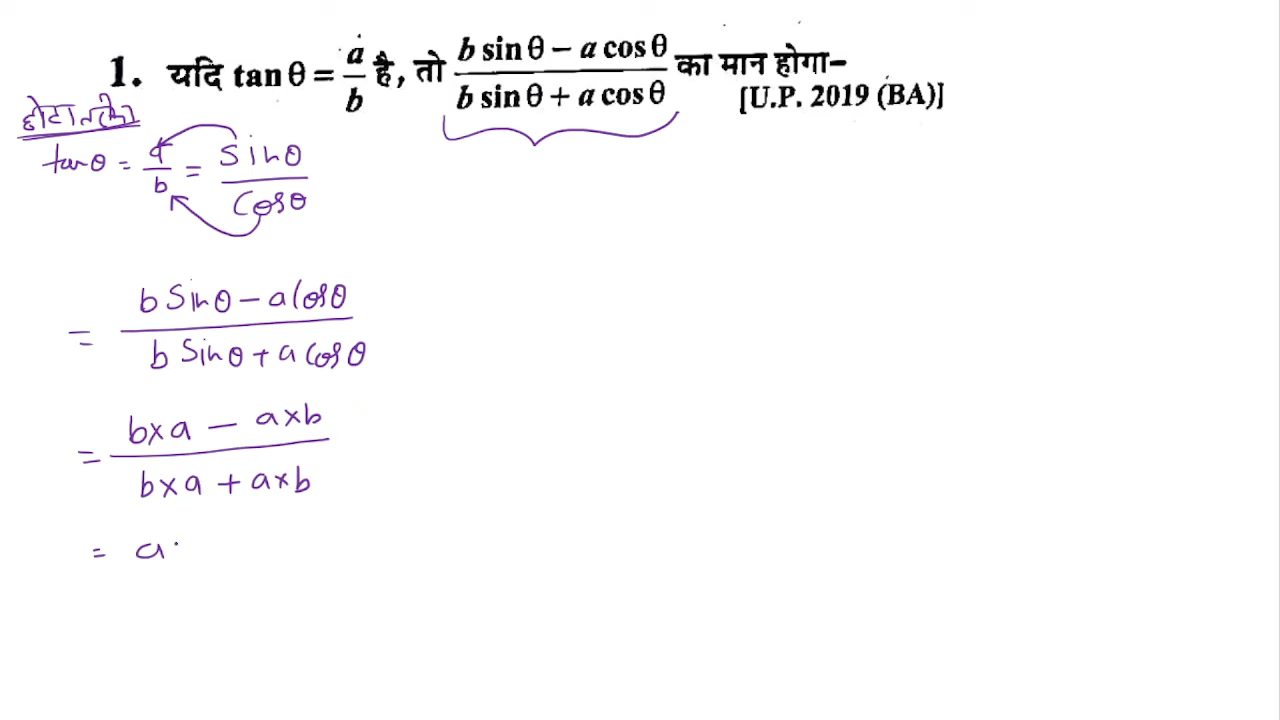 1. यदि tan θ = a/b है, तो (b sin θ − a cos θ)/(b sin θ + a cos θ) का मान होगा–
[U.P. 2019 (BA)]
tan θ = a/b = Sin θ/Cos θ
= (b Sin θ − a Cos θ)/(b Sin θ + a Cos θ)
= (b×a − a×b)/(b×a + a×b)
= a